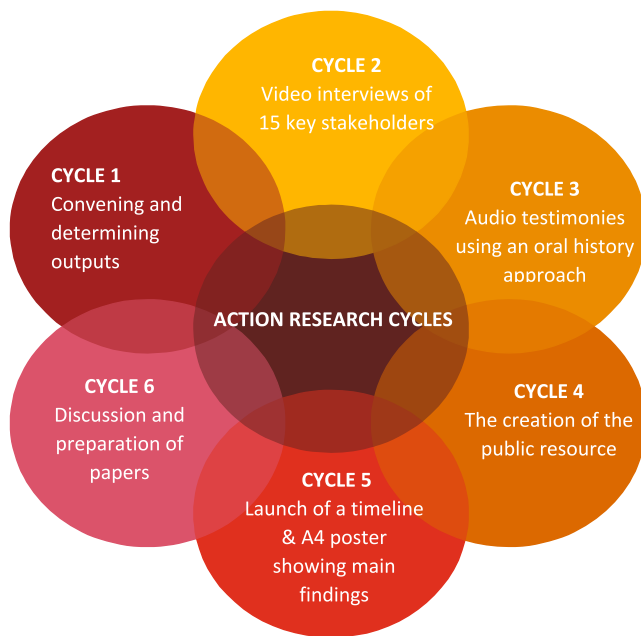 CYCLE 1
Convening and
determining
outputs
CYCLE 2
Video interviews of
15 key stakeholders
CYCLE 3
Audio testimonies
using an oral history
approach
CYCLE 4
The creation of the
public resource
CYCLE 5
Launch of a timeline
& A4 poster
showing main
findings
CYCLE 6
Discussion and
preparation of
papers
ACTION RESEARCH CYCLES